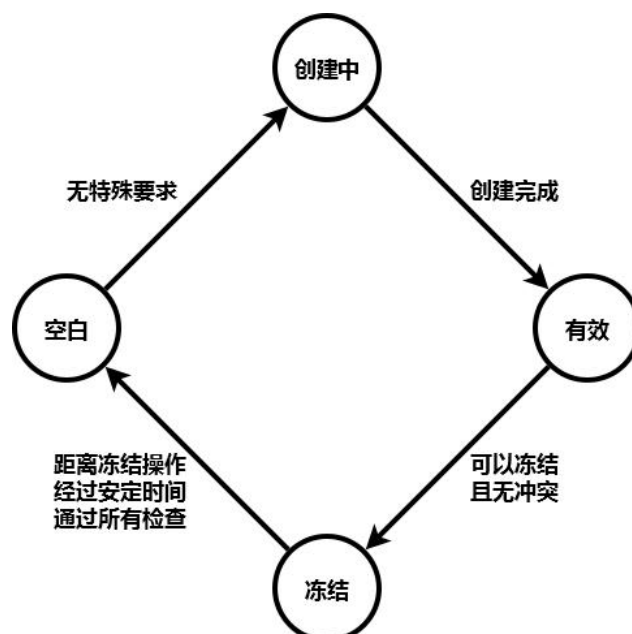 创建中
无特殊要求
创建完成
空白
有效
距离冻结操作
经过安定时间
通过所有检查
可以冻结
且无冲突
冻结